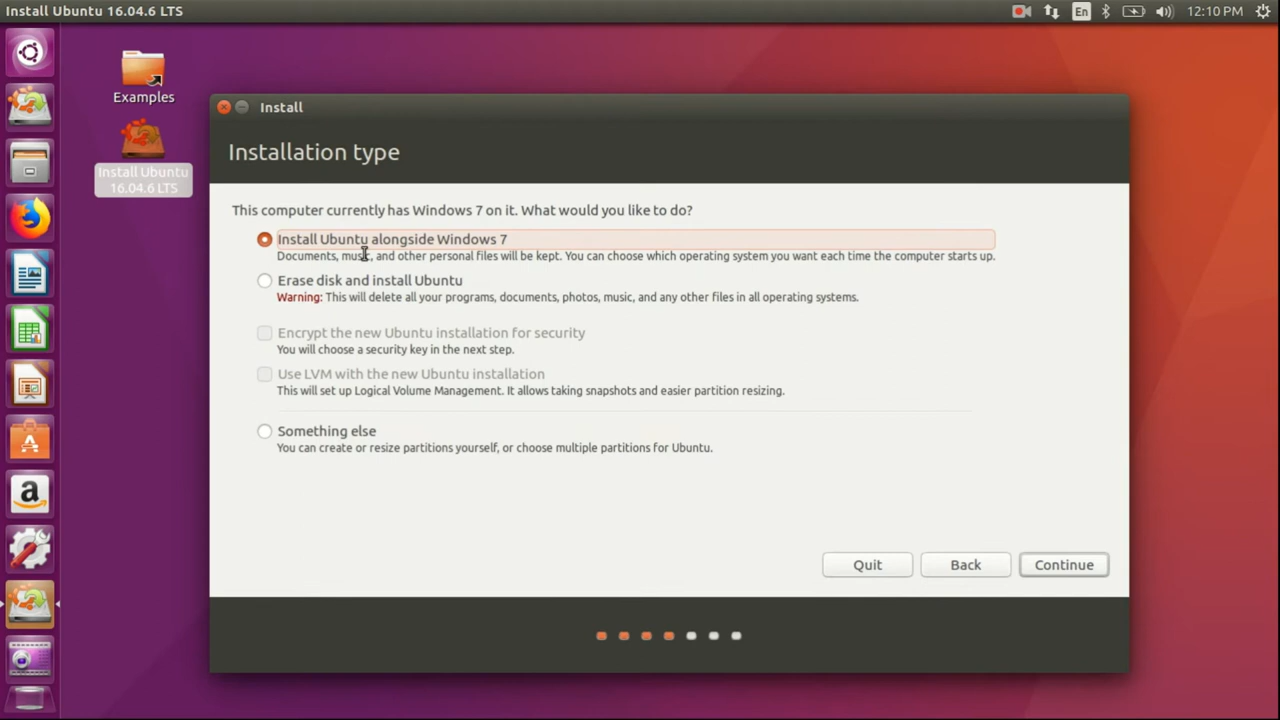 Install Ubuntu 16.04.6 LTS
En
12:10 PM
Examples
Install Ubuntu
16.04.6 LTS
Install
Installation type
This computer currently has Windows 7 on it. What would you like to do?
Install Ubuntu alongside Windows 7
Documents, music, and other personal files will be kept. You can choose which operating system you want each time the computer starts up.
Erase disk and install Ubuntu
Warning: This will delete all your programs, documents, photos, music, and any other files in all operating systems.
Encrypt the new Ubuntu installation for security
You will choose a security key in the next step.
Use LVM with the new Ubuntu installation
This will set up Logical Volume Management. It allows taking snapshots and easier partition resizing.
Something else
You can create or resize partitions yourself, or choose multiple partitions for Ubuntu.
Quit
Back
Continue